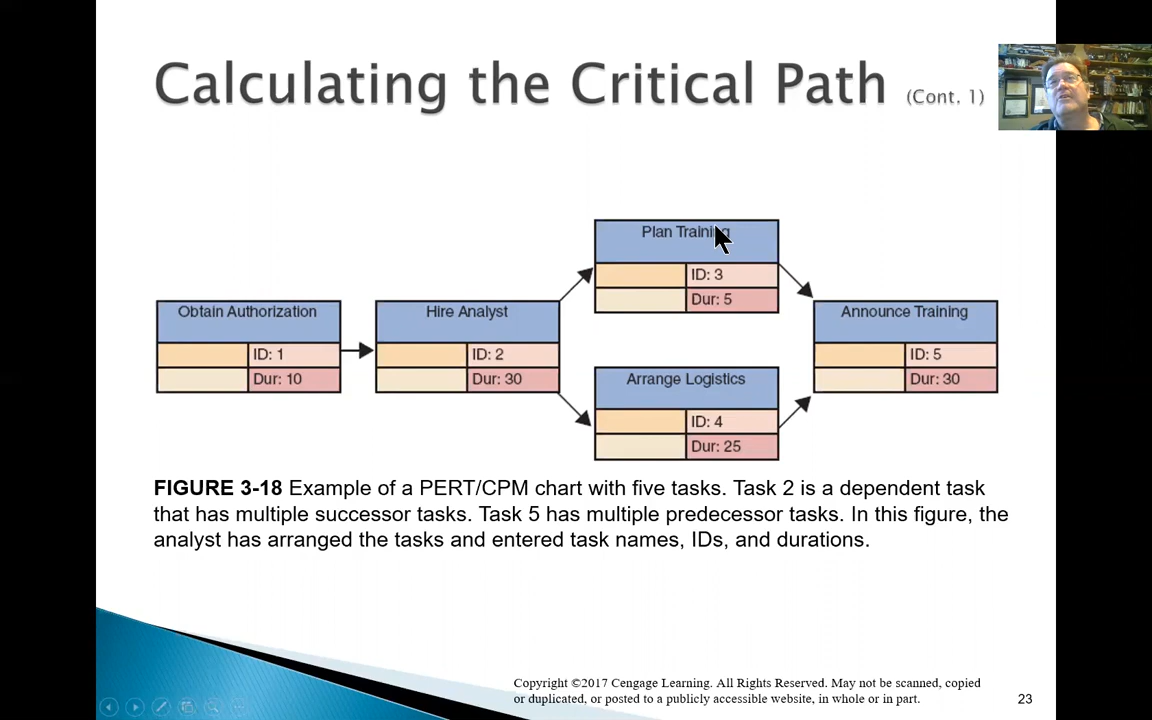 Calculating the Critical Path (Cont. 1)
Plan Training
ID: 3
Dur: 5
Obtain Authorization
ID: 1
Dur: 10
Hire Analyst
ID: 2
Dur: 30
Arrange Logistics
ID: 4
Dur: 25
Announce Training
ID: 5
Dur: 30
FIGURE 3-18 Example of a PERT/CPM chart with five tasks. Task 2 is a dependent task
that has multiple successor tasks. Task 5 has multiple predecessor tasks. In this figure, the
analyst has arranged the tasks and entered task names, IDs, and durations.
Copyright ©2017 Cengage Learning. All Rights Reserved. May not be scanned, copied
or duplicated, or posted to a publicly accessible website, in whole or in part.
23